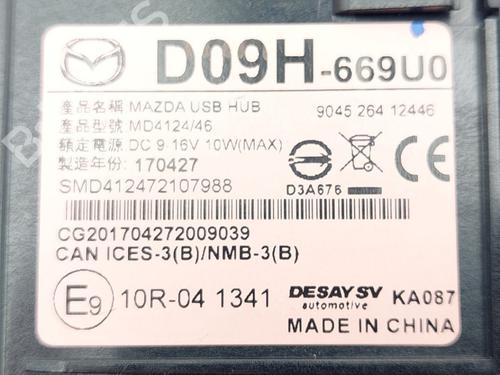 D09H-669U0
產品名稱 MAZDA USB HUB
9045 264 12446
產品型號: MD4124/46
額定電源: DC 9-16V 10W(MAX)
製造年份: 170427
SMD412472107988
D3A676
CE
CG201704272009039
CAN ICES-3(B)/NMB-3(B)
E9
10R-04 1341
DESAY SV
automotive
KA087
MADE IN CHINA